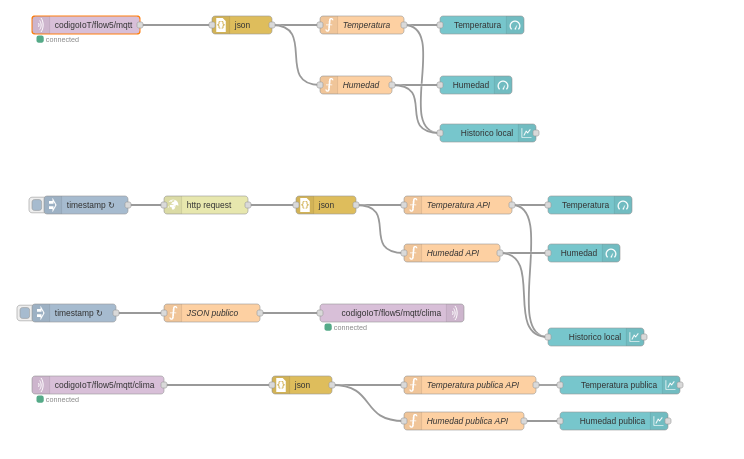 codigoIoT/flow5/mqtt
json
Temperatura
Temperatura
connected
Humedad
Humedad
Historico local
timestamp ↻
http request
json
Temperatura API
Temperatura
Humedad API
Humedad
timestamp ↻
JSON publico
codigoIoT/flow5/mqtt/clima
connected
Historico local
codigoIoT/flow5/mqtt/clima
json
Temperatura publica API
Temperatura publica
connected
Humedad publica API
Humedad publica